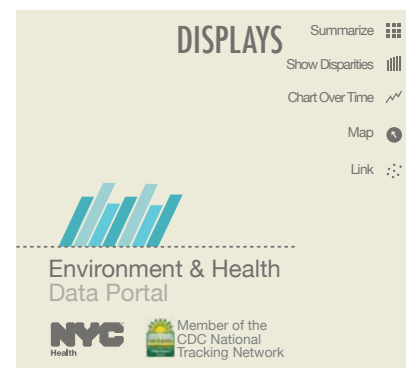 DISPLAYS
Summarize
Show Disparities
Chart Over Time
Map
Link
Environment & Health
Data Portal
NYC
Health
Member of the
CDC National
Tracking Network